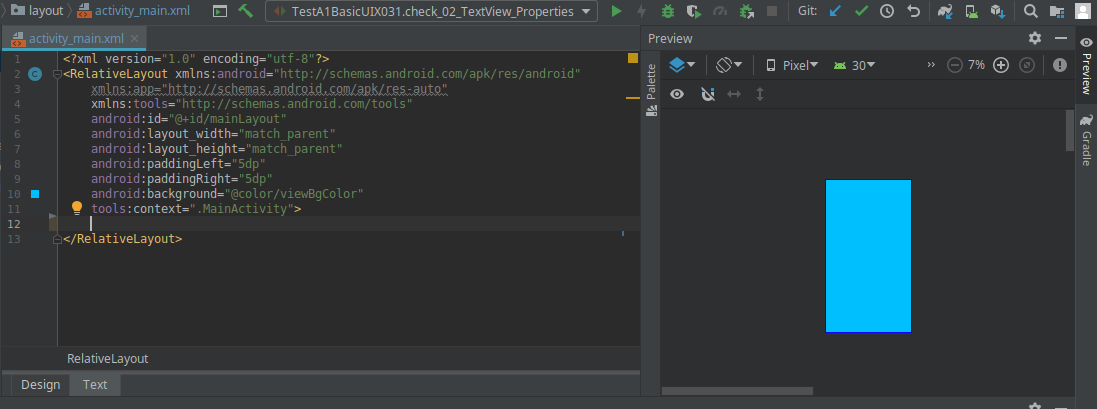 layout activity_main.xml TestA1BasicUIX031.check_02_TextView_Properties Git:
activity_main.xml
1 <?xml version="1.0" encoding="utf-8"?>
2 <RelativeLayout xmlns:android="http://schemas.android.com/apk/res/android"
3 xmlns:app="http://schemas.android.com/apk/res-auto"
4 xmlns:tools="http://schemas.android.com/tools"
5 android:id="@+id/mainLayout"
6 android:layout_width="match_parent"
7 android:layout_height="match_parent"
8 android:paddingLeft="5dp"
9 android:paddingRight="5dp"
10 android:background="@color/viewBgColor"
11 tools:context=".MainActivity">
12
13 </RelativeLayout>
RelativeLayout
Design Text
Palette
Preview
Pixel 30 » 7%
Preview
Gradle